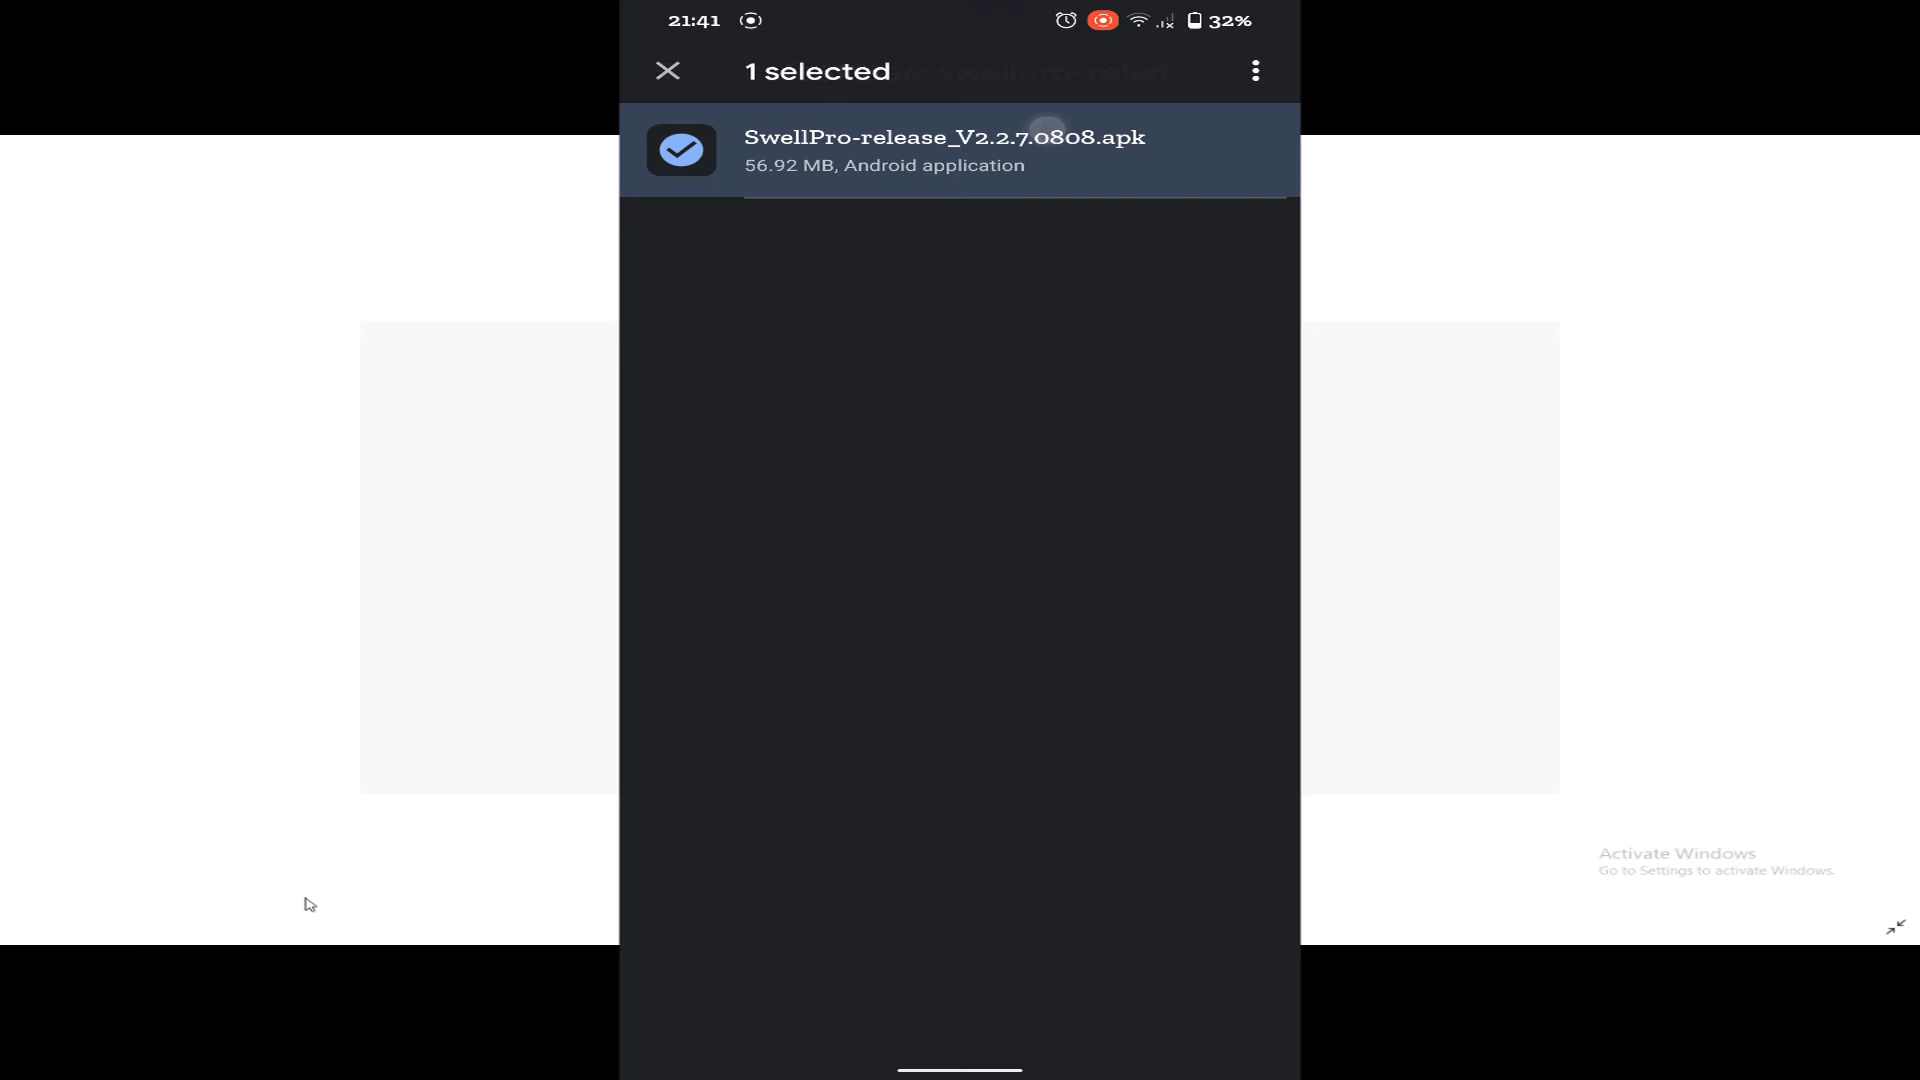 21:41
32%
1 selected
SwellPro-release_V2.2.7.0808.apk
56.92 MB, Android application
Activate Windows
Go to Settings to activate Windows.